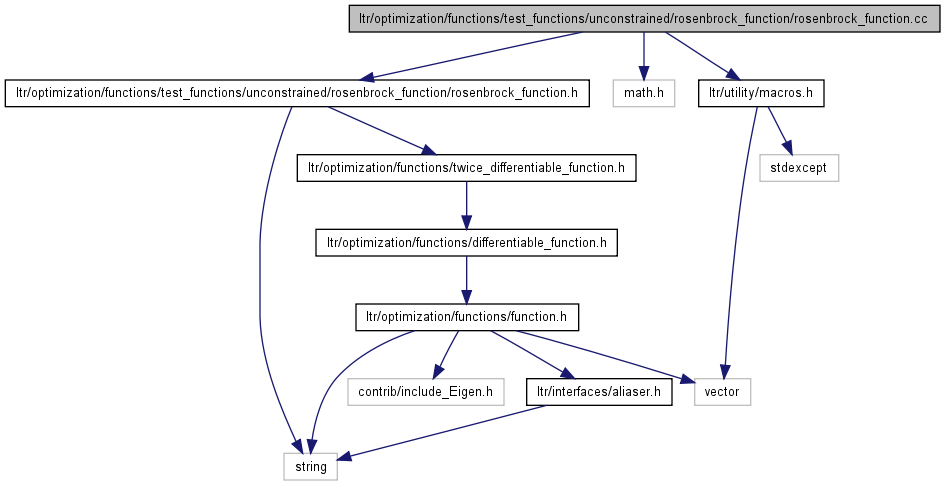 ltr/optimization/functions/test_functions/unconstrained/rosenbrock_function/rosenbrock_function.cc
ltr/optimization/functions/test_functions/unconstrained/rosenbrock_function/rosenbrock_function.h
math.h
ltr/utility/macros.h
ltr/optimization/functions/twice_differentiable_function.h
stdexcept
ltr/optimization/functions/differentiable_function.h
ltr/optimization/functions/function.h
contrib/include_Eigen.h
ltr/interfaces/aliaser.h
vector
string